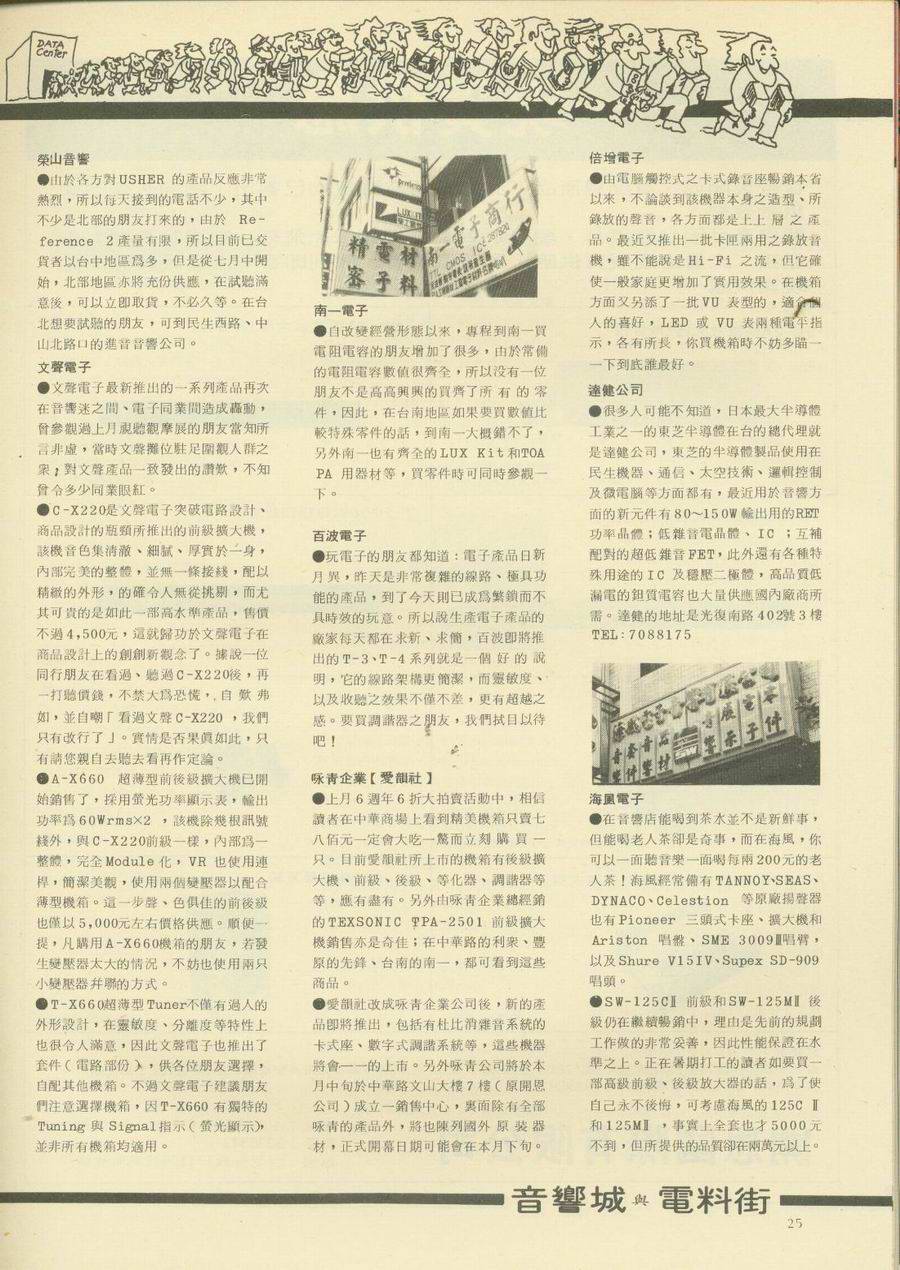 DATA
Center
榮山音響
●由於各方對USHER 的產品反應非常
熱烈,所以每天接到的電話不少,其中
不少是北部的朋友打來的,由於 Re-
ference 2產量有限,所以目前已交
貨者以台中地區爲多,但是從七月中開
始,北部地區亦將充份供應,在試聽滿
意後,可以立卽取貨,不必久等。在台
北想要試聽的朋友,可到民生西路、中
山北路口的進音音響公司。
文聲電子
●文聲電子最新推出的一系列產品再次
在音響迷之間、電子同業間造成轟動,
曾參觀過上月視聽觀摩展的朋友當知所
言非虛,當時文聲攤位駐足圍觀人群之
衆;對文聲產品一致發出的讚歎,不知
曾令多少同業眼紅。
●C-X220是文聲電子突破電路設計、
商品設計的瓶頸所推出的前級擴大機,
該機音色集清澈、細膩、厚實於一身,
內部完美的整體,並無一條接綫,配以
精緻的外形,的確令人無從挑剔,而尤
其可貴的是如此一部高水準產品,售價
不過4,500元,這就歸功於文聲電子在
商品設計上的創創新觀念了。據說一位
同行朋友在看過、聽過C-X220後,再
一打聽價錢,不禁大爲恐慌,自歎弗
如,並自嘲「看過文聲C-X220 ,我們
只有改行了」。實情是否果眞如此,只
有請您親自去聽去看再作定論。
●A-X660 超薄型前後級擴大機已開
始銷售了,採用螢光功率顯示表,輸出
功率爲60Wrms×2 ,該機除幾根訊號
綫外,與C-X220前級一樣,內部爲一
整體,完全Module化, VR 也使用連
桿,簡潔美觀,使用兩個變壓器以配合
薄型機箱。這一步聲、色俱佳的前後級
也僅以5,000元左右價格供應。順便一
提,凡購用A-X660機箱的朋友,若發
生變壓器太大的情況,不妨也使用兩只
小變壓器幷聯的方式。
●T-X660超薄型Tuner不僅有過人的
外形設計,在靈敏度、分離度等特性上
也很令人滿意,因此文聲電子也推出了
套件(電路部份),供各位朋友選擇,
自配其他機箱。不過文聲電子建議朋友
們注意選擇機箱,因T-X660 有獨特的
Tuning 與 Signal指示(螢光顯示),
並非所有機箱均適用。
南一電子商行
CMOS IC
精密
電子
材料
南一電子
●自改變經營形態以來,專程到南一買
電阻電容的朋友增加了很多,由於常備
的電阻電容數值很齊全,所以沒有一位
朋友不是高高興興的買齊了所有的零
件,因此,在台南地區如果要買數值比
較特殊零件的話,到南一大概錯不了,
另外南一也有齊全的LUX Kit和TOA
PA 用器材等,買零件時可同時參觀一
下。
百波電子
●玩電子的朋友都知道:電子產品日新
月異,昨天是非常複雜的線路、極具功
能的產品,到了今天則已成爲繁鎖而不
具時效的玩意。所以說生產電子產品的
廠家每天都在求新、求簡,百波卽將推
出的T-3、T-4系列就是一個好的說
明,它的線路架構更簡潔,而靈敏度、
以及收聽之效果不僅不差,更有超越之
感。要買調諧器之朋友,我們拭目以待
吧!
咏靑企業【愛韻社】
●上月6週年6折大拍賣活動中,相信
讀者在中華商場上看到精美機箱只賣七
八佰元一定會大吃一驚而立刻購買一
只。目前愛韻社所上市的機箱有後級擴
大機、前級、後級、等化器、調諧器等
等,應有盡有。另外由咏靑企業總經銷
的TEXSONIC TPA-2501 前級擴大
機銷售亦是奇佳;在中華路的利衆、豐
原的先鋒、台南的南一,都可看到這些
商品。
●愛韻社改成咏靑企業公司後,新的產
品卽將推出,包括有杜比消雜音系統的
卡式座、數字式調諧系統等,這些機器
將會一一的上市。另外咏靑公司將於本
月中旬於中華路文山大樓7樓(原開恩
公司)成立一銷售中心,裏面除有全部
咏靑的產品外,將也陳列國外原裝器
材,正式開幕日期可能會在本月下旬。
倍增電子
●由電腦觸控式之卡式錄音座暢銷本省
以來,不論談到該機器本身之造型、所
錄放的聲音,各方面都是上上層之產
品。最近又推出一批卡匣兩用之錄放音
機,雖不能說是Hi-Fi 之流,但它確
使一般家庭更增加了實用效果。在機箱
方面又另添了一批VU 表型的,適合個
人的喜好,LED 或 VU 表兩種電平指
示,各有所長,你買機箱時不妨多瞄一
一下到底誰最好。
達健公司
●很多人可能不知道,日本最大半導體
工業之一的東芝半導體在台的總代理就
是達健公司,東芝的半導體製品使用在
民生機器、通信、太空技術、邏輯控制
及微電腦等方面都有,最近用於音響方
面的新元件有80~150W輸出用的RET
功率晶體;低雜音電晶體、IC ;互補
配對的超低雜音FET,此外還有各種特
殊用途的IC 及穩壓二極體,高品質低
漏電的鉭質電容也大量供應國內廠商所
需。達健的地址是光復南路402號3樓
TEL:7088175
海風電子
●在音響店能喝到茶水並不是新鮮事,
但能喝老人茶卻是奇事,而在海風,你
可以一面聽音樂一面喝每兩200元的老
人茶!海風經常備有TANNOY、SEAS、
DYNACO、Celestion 等原廠揚聲器
也有Pioneer 三頭式卡座、擴大機和
Ariston 唱盤、SME 3009Ⅲ唱臂,
以及Shure V15IV、Supex SD-909
唱頭。
●SW-125CⅡ 前級和SW-125MⅡ 後
級仍在繼續暢銷中,理由是先前的規劃
工作做的非常妥善,因此性能保證在水
準之上。正在暑期打工的讀者如要買一
部高級前級、後級放大器的話,爲了使
自己永不後悔,可考慮海風的125C Ⅱ
和125MⅡ ,事實上全套也才5000元
不到,但所提供的品質卻在兩萬元以上。
音響城與電料街
25